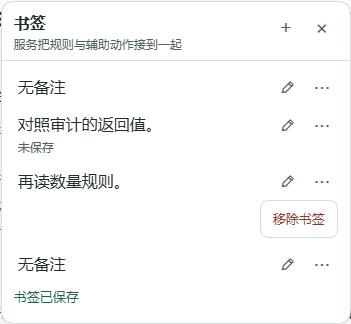 书签
服务把规则与辅助动作接到一起
无备注
对照审计的返回值。
未保存
再读数量规则。
移除书签
无备注
书签已保存